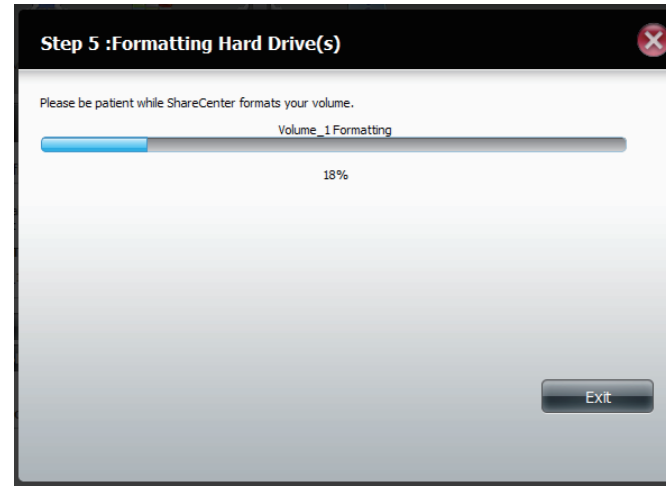 Step 5 :Formatting Hard Drive(s)
Please be patient while ShareCenter formats your volume.
Volume_1 Formatting
18%
Exit